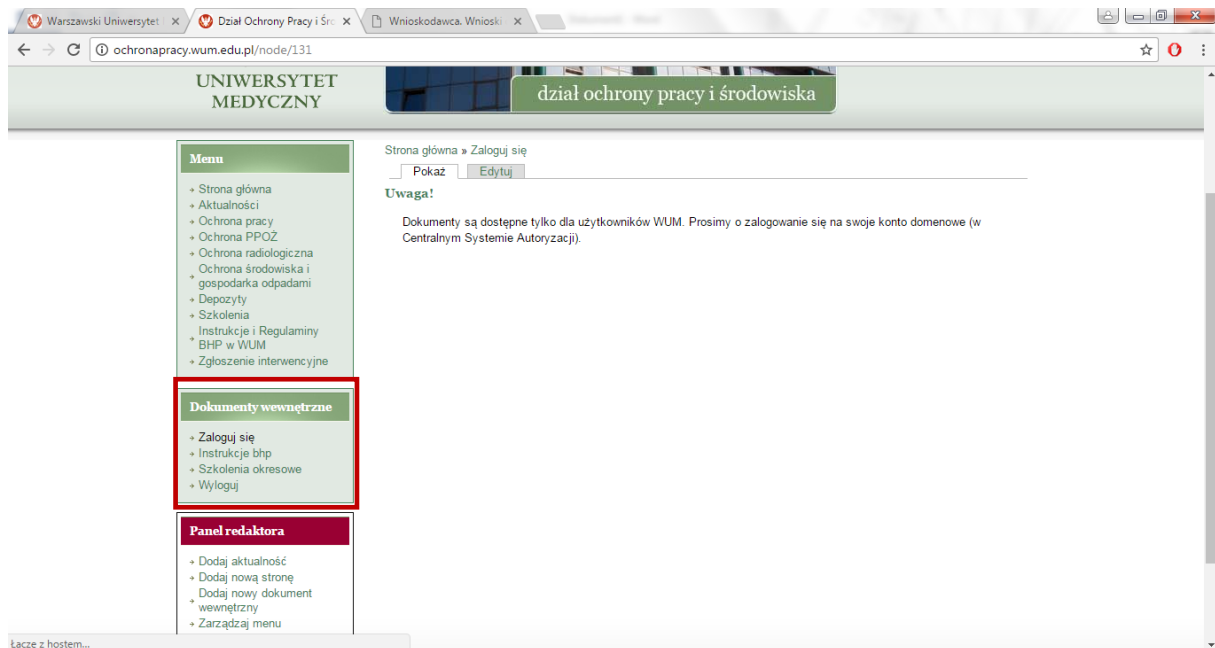 Warszawski Uniwersytet
Dział Ochrony Pracy i Śro
Wnioskodawca. Wnioski
ochronapracy.wum.edu.pl/node/131
UNIWERSYTET
MEDYCZNY
dział ochrony pracy i środowiska
Menu
Strona główna
Aktualności
Ochrona pracy
Ochrona PPOŻ
Ochrona radiologiczna
Ochrona środowiska i
gospodarka odpadami
Depozyty
Szkolenia
Instrukcje i Regulaminy
BHP w WUM
Zgłoszenie interwencyjne
Dokumenty wewnętrzne
Zaloguj się
Instrukcje bhp
Szkolenia okresowe
Wyloguj
Panel redaktora
Dodaj aktualność
Dodaj nową stronę
Dodaj nowy dokument
wewnętrzny
Zarządzaj menu
Strona główna » Zaloguj się
Pokaż Edytuj
Uwaga!
Dokumenty są dostępne tylko dla użytkowników WUM. Prosimy o zalogowanie się na swoje konto domenowe (w
Centralnym Systemie Autoryzacji).
Łączę z hostem...